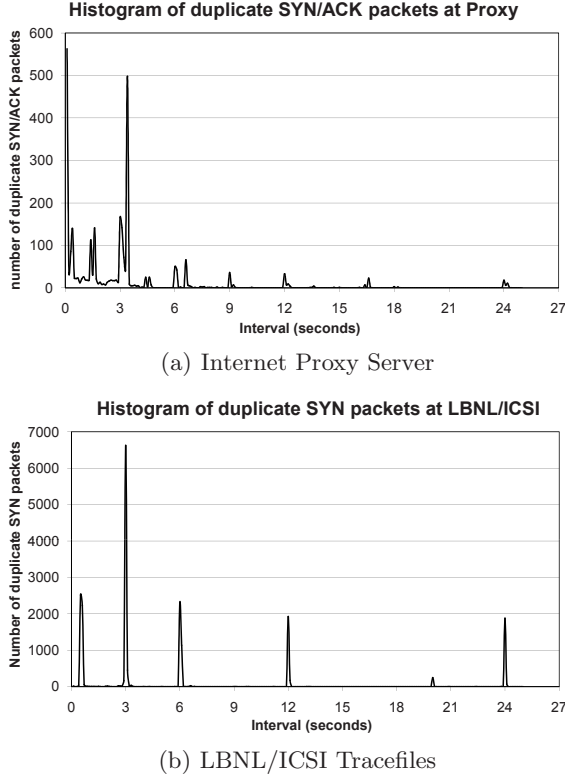 Histogram of duplicate SYN/ACK packets at Proxy
number of duplicate SYN/ACK packets
600
500
400
300
200
100
0
0 3 6 9 12 15 18 21 24 27
Interval (seconds)
(a) Internet Proxy Server
Histogram of duplicate SYN packets at LBNL/ICSI
Number of duplicate SYN packets
7000
6000
5000
4000
3000
2000
1000
0
0 3 6 9 12 15 18 21 24 27
Interval (seconds)
(b) LBNL/ICSI Tracefiles